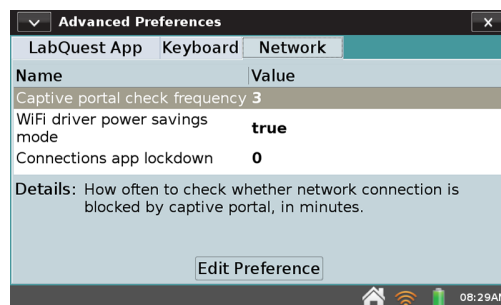 Advanced Preferences
LabQuest App Keyboard Network
Name Value
Captive portal check frequency 3
WiFi driver power savings
mode
true
Connections app lockdown 0
Details: How often to check whether network connection is
blocked by captive portal, in minutes.
Edit Preference
08:29AM